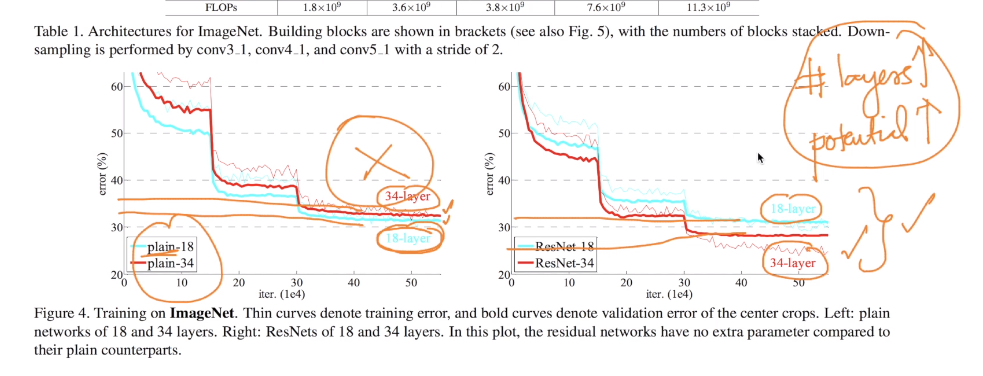 FLOPs 1.8×10⁹ 3.6×10⁹ 3.8×10⁹ 7.6×10⁹ 11.3×10⁹
Table 1. Architectures for ImageNet. Building blocks are shown in brackets (see also Fig. 5), with the numbers of blocks stacked. Down-
sampling is performed by conv3_1, conv4_1, and conv5_1 with a stride of 2.
# layers ↑
potential ↑
60
50
40
30
20
error (%)
34-layer
18-layer
plain-18
plain-34
0 10 20 30 40 50
iter. (1e4)
60
50
40
30
20
error (%)
18-layer
34-layer
ResNet-18
ResNet-34
0 10 20 30 40 50
iter. (1e4)
Figure 4. Training on ImageNet. Thin curves denote training error, and bold curves denote validation error of the center crops. Left: plain
networks of 18 and 34 layers. Right: ResNets of 18 and 34 layers. In this plot, the residual networks have no extra parameter compared to
their plain counterparts.